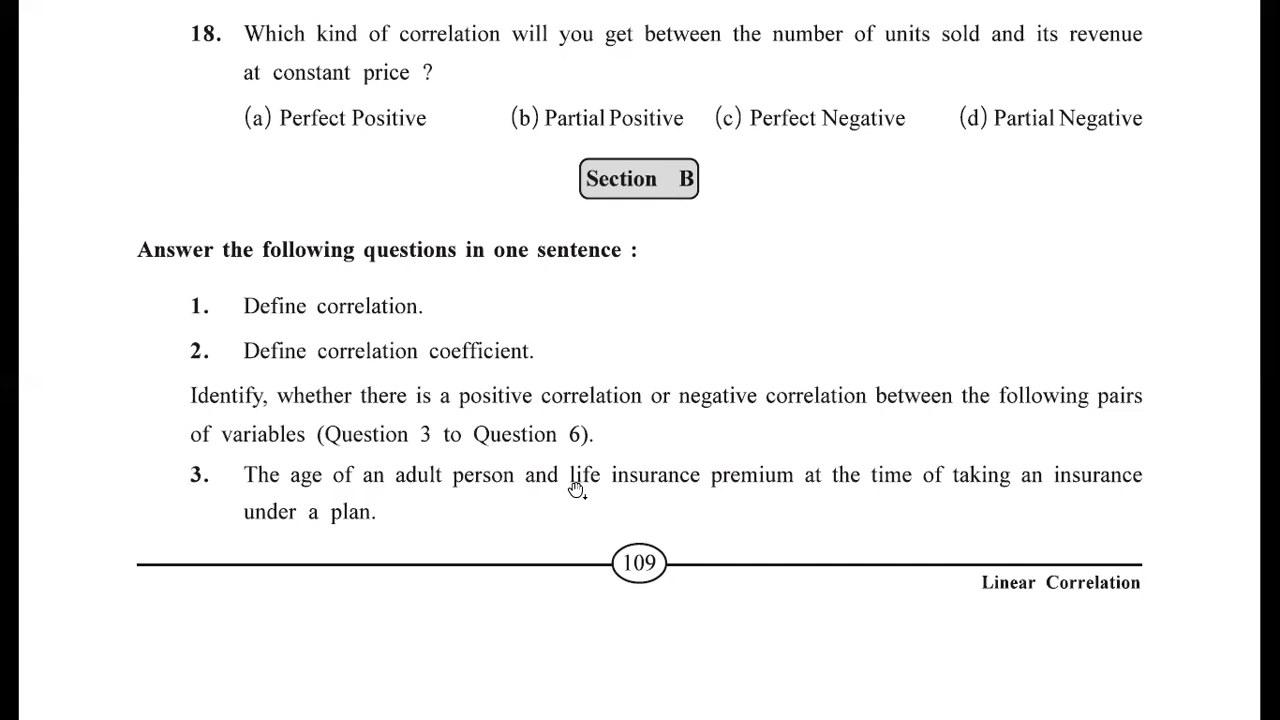 18. Which kind of correlation will you get between the number of units sold and its revenue
at constant price ?
(a) Perfect Positive (b) Partial Positive (c) Perfect Negative (d) Partial Negative
Section B
Answer the following questions in one sentence :
1. Define correlation.
2. Define correlation coefficient.
Identify, whether there is a positive correlation or negative correlation between the following pairs
of variables (Question 3 to Question 6).
3. The age of an adult person and life insurance premium at the time of taking an insurance
under a plan.
109
Linear Correlation